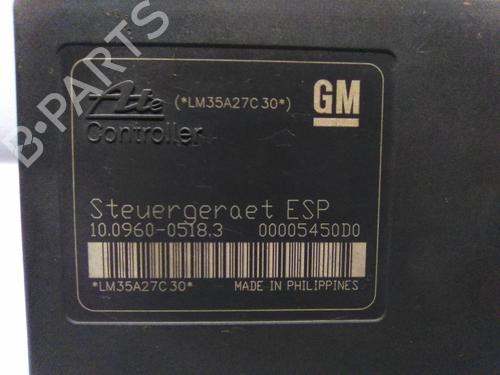 Ate (*LM35A27C30*) GM
Controller
Steuergeraet ESP
10.0960-0518.3 00005450D0
*LM35A27C30* MADE IN PHILIPPINES
B-PARTS